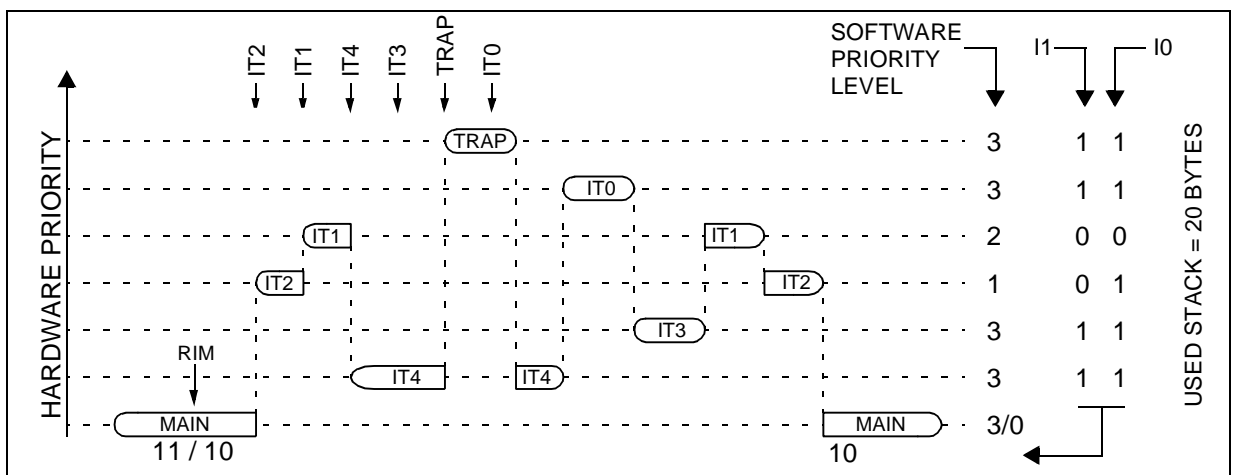 IT2
IT1
IT4
IT3
TRAP
IT0
SOFTWARE
PRIORITY
LEVEL
I1
I0
HARDWARE PRIORITY
USED STACK = 20 BYTES
TRAP
3
1 1
IT0
3
1 1
IT1
IT1
2
0 0
IT2
IT2
1
0 1
IT3
3
1 1
RIM
IT4
IT4
3
1 1
MAIN
MAIN
3/0
11 / 10
10